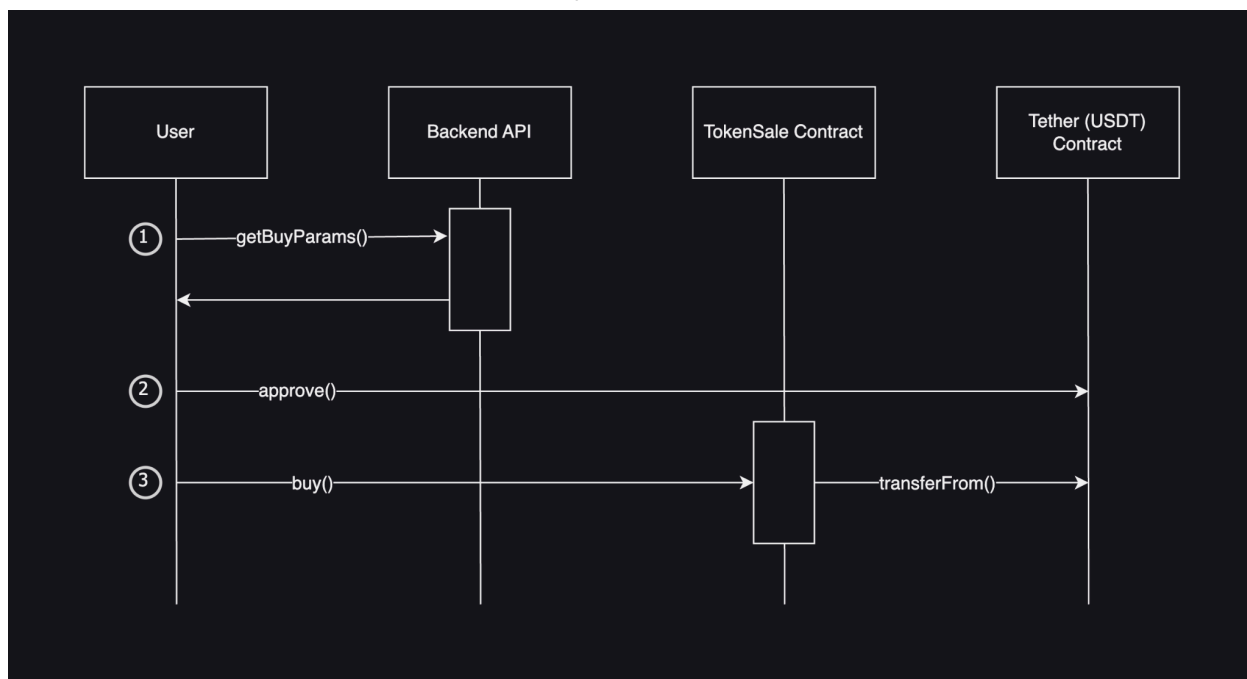 User
Backend API
TokenSale Contract
Tether (USDT)
Contract
1
getBuyParams()
2
approve()
3
buy()
transferFrom()